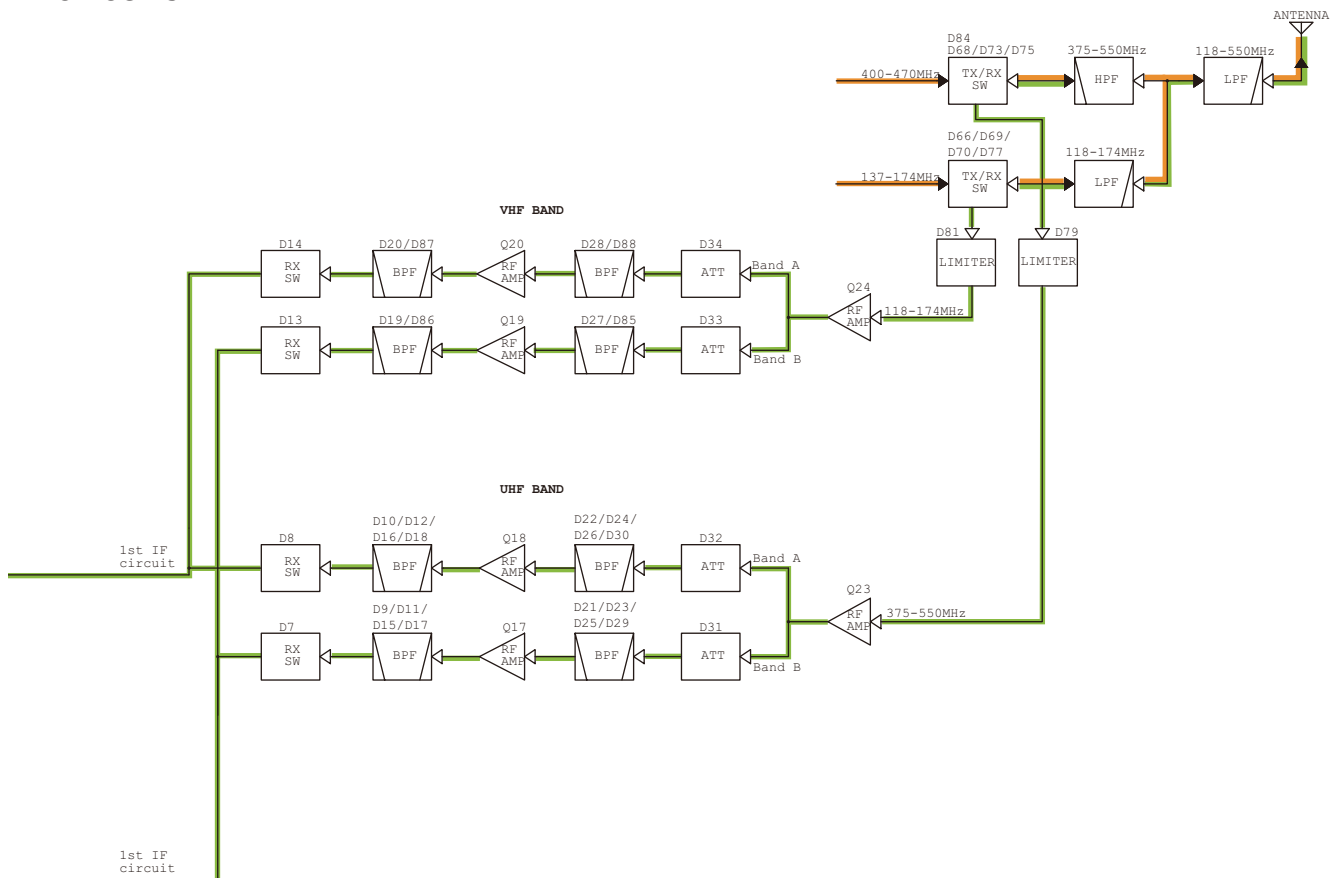 ANTENNA
D84
D68/D73/D75
375-550MHz
118-550MHz
400-470MHz
TX/RX
SW
HPF
LPF
D66/D69/
D70/D77
118-174MHz
137-174MHz
TX/RX
SW
LPF
VHF BAND
D81
D79
LIMITER
LIMITER
D14
D20/D87
Q20
D28/D88
D34
RX
SW
BPF
RF
AMP
BPF
ATT
Band A
Q24
RF
AMP
118-174MHz
D13
D19/D86
Q19
D27/D85
D33
RX
SW
BPF
RF
AMP
BPF
ATT
Band B
UHF BAND
D8
D10/D12/
D16/D18
Q18
D22/D24/
D26/D30
D32
1st IF
circuit
RX
SW
BPF
RF
AMP
BPF
ATT
Band A
Q23
RF
AMP
375-550MHz
D7
D9/D11/
D15/D17
Q17
D21/D23/
D25/D29
D31
RX
SW
BPF
RF
AMP
BPF
ATT
Band B
1st IF
circuit